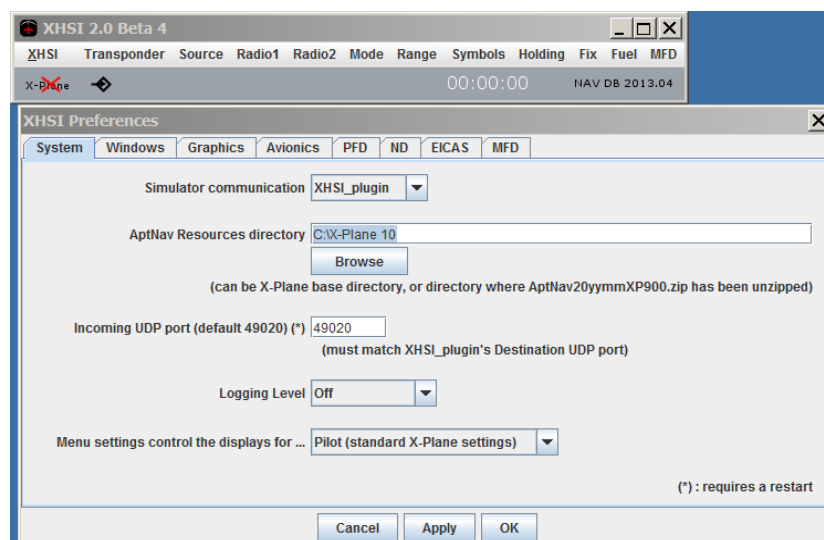 XHSI 2.0 Beta 4
XHSI Transponder Source Radio1 Radio2 Mode Range Symbols Holding Fix Fuel MFD
X-Plane 00:00:00 NAV DB 2013.04
XHSI Preferences
System Windows Graphics Avionics PFD ND EICAS MFD
Simulator communication XHSI_plugin
AptNav Resources directory C:\X-Plane 10
Browse
(can be X-Plane base directory, or directory where AptNav20yymmXP900.zip has been unzipped)
Incoming UDP port (default 49020) (*) 49020
(must match XHSI_plugin's Destination UDP port)
Logging Level Off
Menu settings control the displays for ... Pilot (standard X-Plane settings)
(*) : requires a restart
Cancel Apply OK